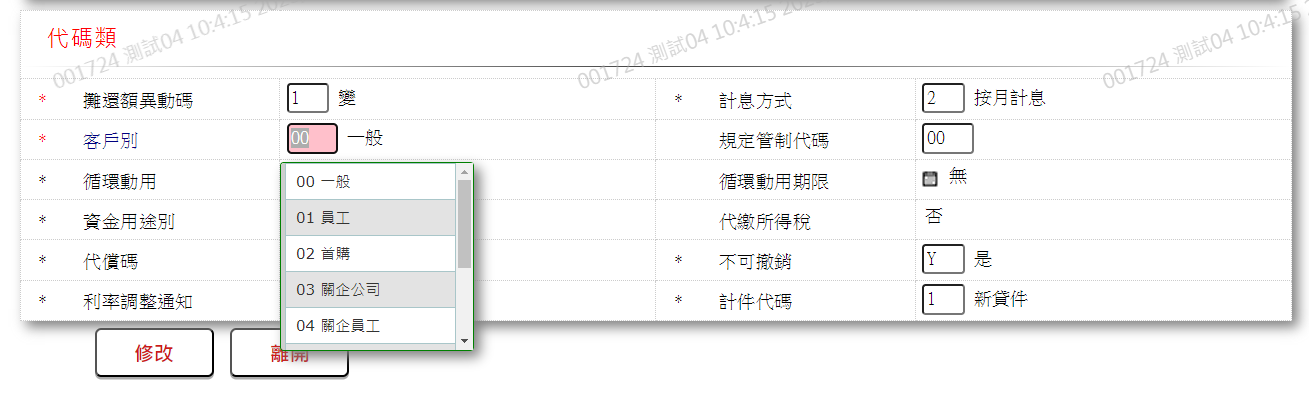 001724 測試04 10:4:15
001724 測試04 10:4:15
001724 測試04 10:4:15
代碼類
* 攤還額異動碼 1 變 * 計息方式 2 按月計息
* 客戶別 00 一般 規定管制代碼 00
* 循環動用 循環動用期限 無
* 資金用途別 代繳所得稅 否
* 代償碼 * 不可撤銷 Y 是
* 利率調整通知 * 計件代碼 1 新貸件
00 一般
01 員工
02 首購
03 關企公司
04 關企員工
修改 離開